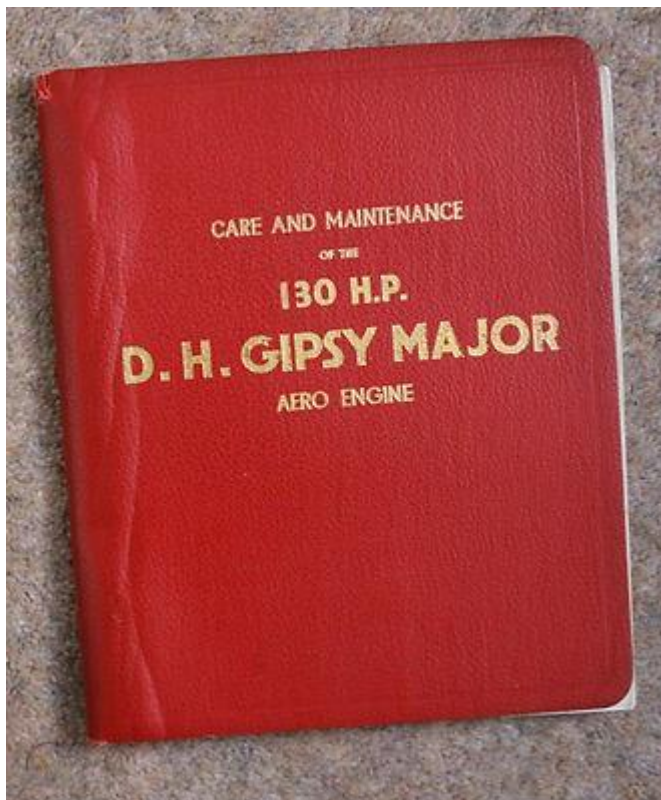 CARE AND MAINTENANCE
OF THE
130 H.P.
D. H. GIPSY MAJOR
AERO ENGINE